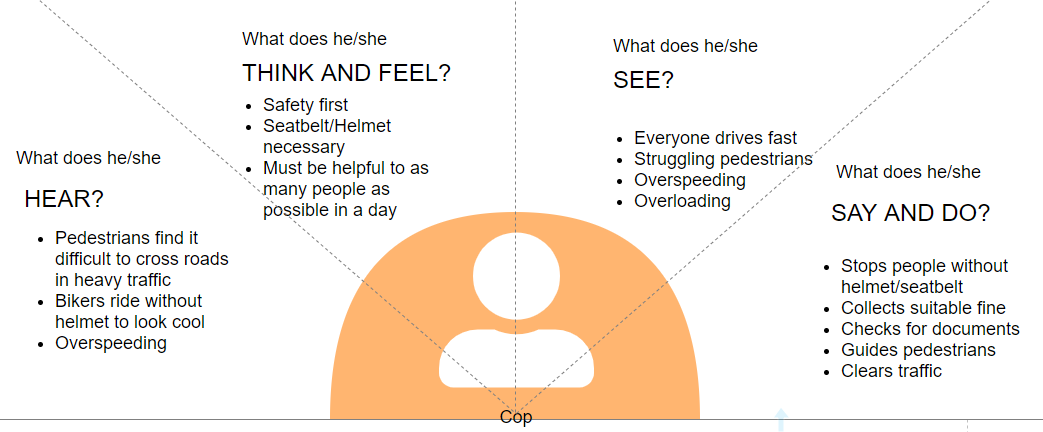 What does he/she
THINK AND FEEL?
• Safety first
• Seatbelt/Helmet
necessary
• Must be helpful to as
many people as
possible in a day
What does he/she
SEE?
• Everyone drives fast
• Struggling pedestrians
• Overspeeding
• Overloading
What does he/she
HEAR?
• Pedestrians find it
difficult to cross roads
in heavy traffic
• Bikers ride without
helmet to look cool
• Overspeeding
What does he/she
SAY AND DO?
• Stops people without
helmet/seatbelt
• Collects suitable fine
• Checks for documents
• Guides pedestrians
• Clears traffic
Cop